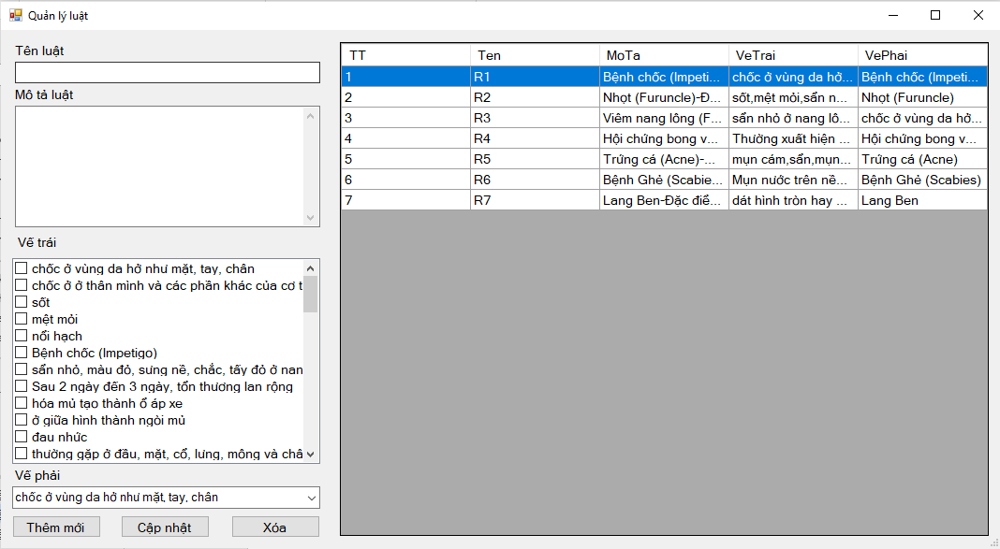 Quản lý luật
Tên luật
Mô tả luật
Vế trái
chốc ở vùng da hở như mặt, tay, chân
chốc ở ở thân mình và các phần khác của cơ t
sốt
mệt mỏi
nổi hạch
Bệnh chốc (Impetigo)
sẩn nhỏ, màu đỏ, sưng nề, chắc, tấy đỏ ở nan
Sau 2 ngày đến 3 ngày, tổn thương lan rộng
hóa mủ tạo thành ổ áp xe
ở giữa hình thành ngòi mủ
đau nhức
thường gặp ở đầu, mặt, cổ, lưng, mông và châ
Vế phải
chốc ở vùng da hở như mặt, tay, chân
Thêm mới Cập nhật Xóa
TT Ten MoTa VeTrai VePhai
1 R1 Bệnh chốc (Impeti... chốc ở vùng da hở... Bệnh chốc (Impeti...
2 R2 Nhọt (Furuncle)-Đ... sốt,mệt mỏi,sẩn n... Nhọt (Furuncle)
3 R3 Viêm nang lông (F... sẩn nhỏ ở nang lô... chốc ở vùng da hở...
4 R4 Hội chứng bong v... Thường xuất hiện ... Hội chứng bong v...
5 R5 Trứng cá (Acne)-... mụn cám,sẩn,mụn... Trứng cá (Acne)
6 R6 Bệnh Ghẻ (Scabie... Mụn nước trên nề... Bệnh Ghẻ (Scabies)
7 R7 Lang Ben-Đặc điể... dát hình tròn hay ... Lang Ben